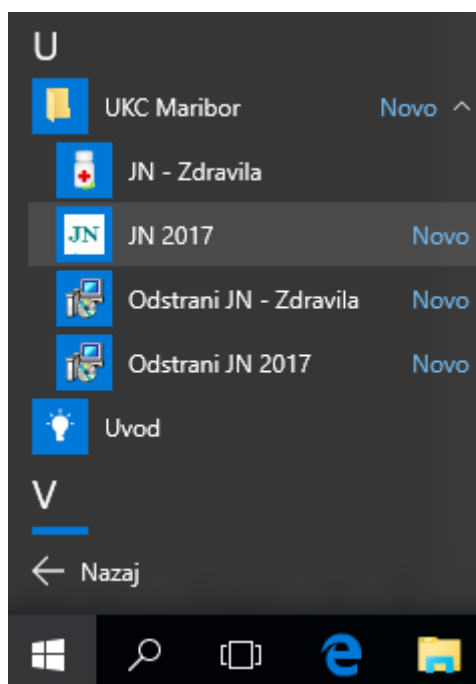 U
UKC Maribor Novo
JN - Zdravila
JN JN 2017 Novo
Odstrani JN - Zdravila Novo
Odstrani JN 2017 Novo
Uvod
V
Nazaj